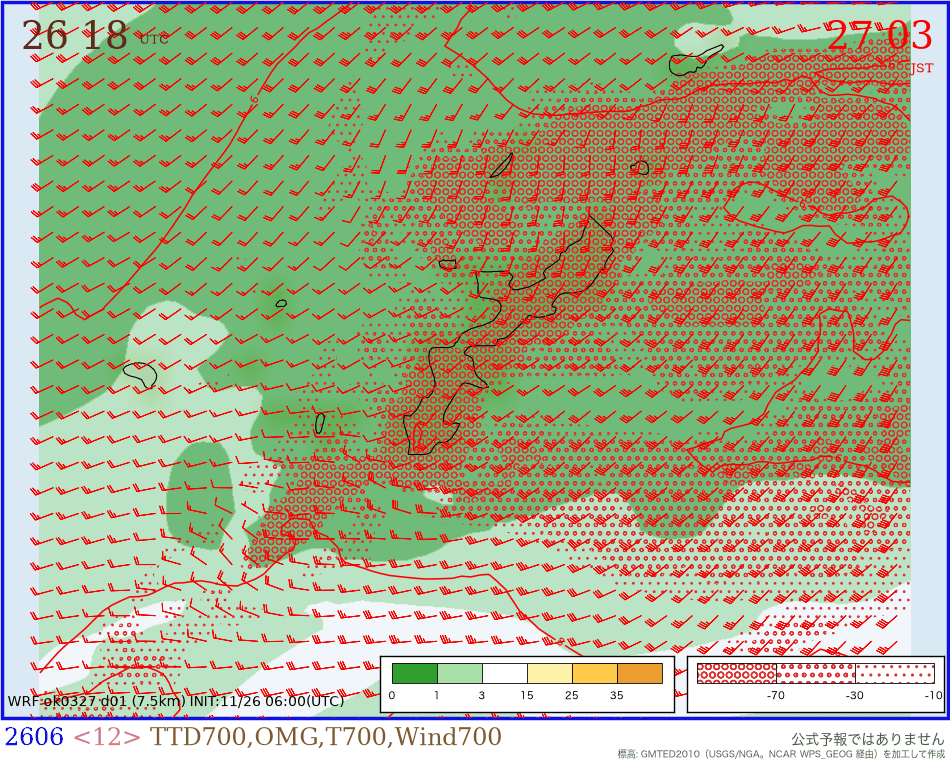 26 18 UTC
27 03
JST
6
WRF ok0327 d01 (7.5km) INIT:11/26 06:00(UTC)
0 1 3 15 25 35
-70 -30 -10
2606 <12> TTD700,OMG,T700,Wind700
公式予報ではありません
標高: GMTED2010（USGS/NGA。NCAR WPS_GEOG 経由）を加工して作成